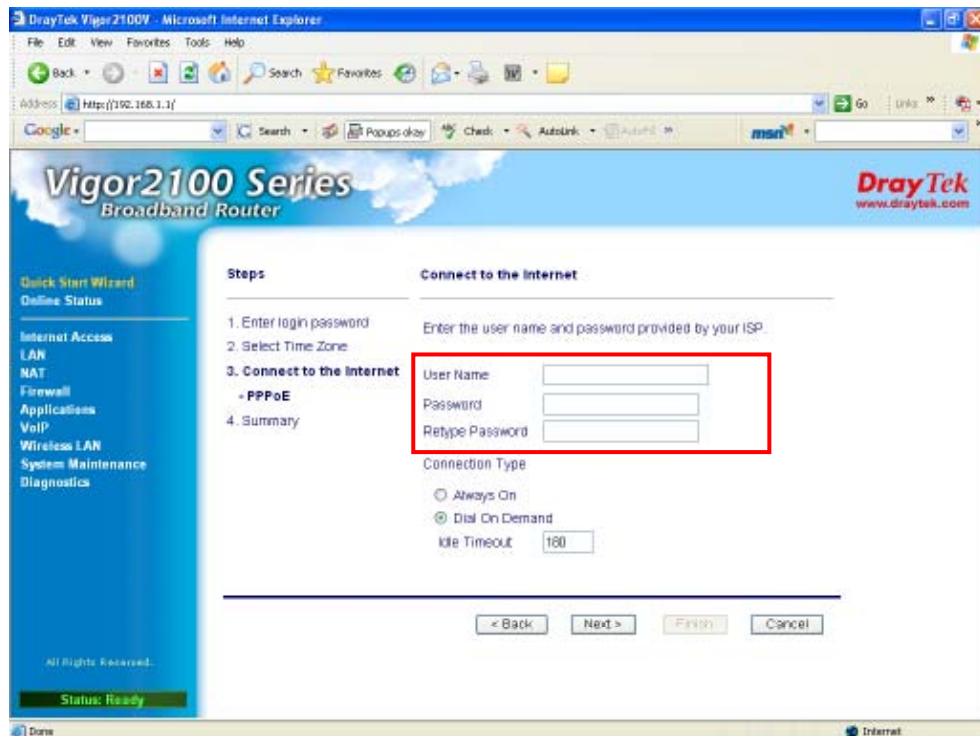 DrayTek Vigor2100V - Microsoft Internet Explorer
File Edit View Favorites Tools Help
Back Search Favorites
Address http://192.168.1.1/ Go Links »
Google Search Popups okay Check AutoLink AutoFill » msn
Vigor2100 Series
Broadband Router
DrayTek
www.draytek.com
Quick Start Wizard
Online Status
Internet Access
LAN
NAT
Firewall
Applications
VoIP
Wireless LAN
System Maintenance
Diagnostics
All Rights Reserved.
Status: Ready
Steps
1. Enter login password
2. Select Time Zone
3. Connect to the Internet
- PPPoE
4. Summary
Connect to the Internet
Enter the user name and password provided by your ISP.
User Name
Password
Retype Password
Connection Type
Always On
Dial On Demand
Idle Timeout 180
< Back Next > Finish Cancel
Done Internet